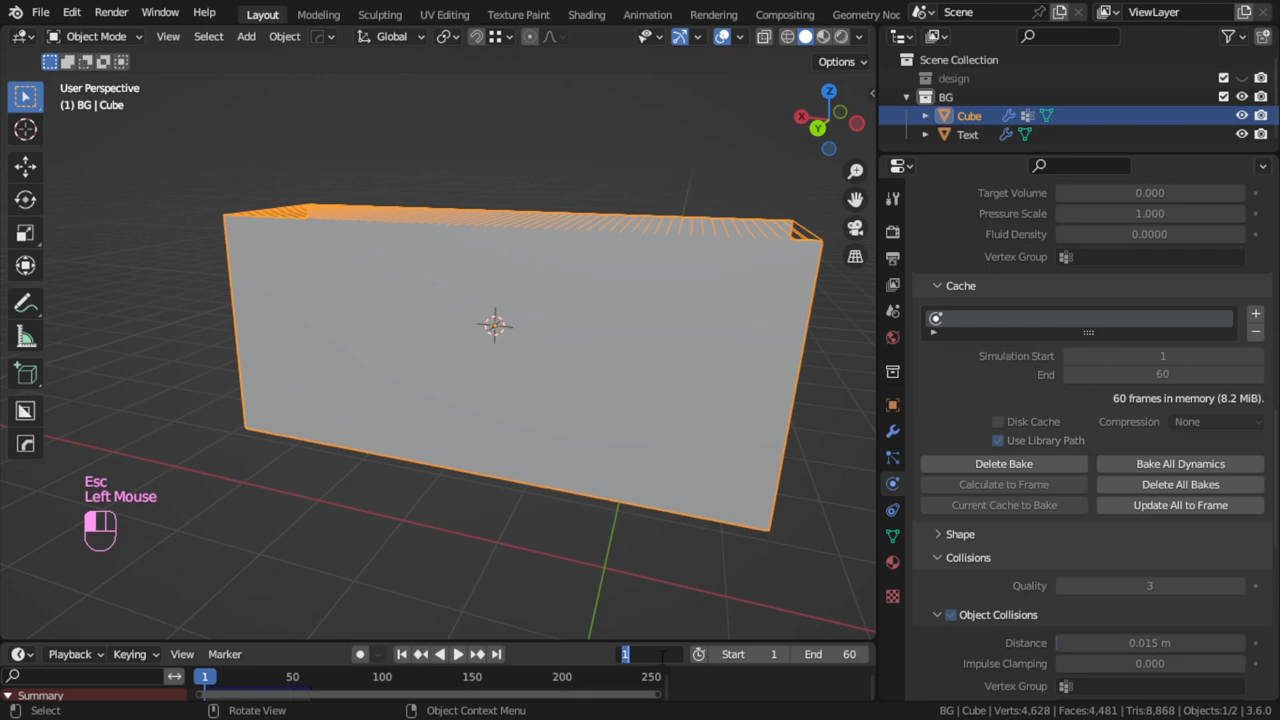 File Edit Render Window Help Layout Modeling Sculpting UV Editing Texture Paint Shading Animation Rendering Compositing Geometry Noc Scene ViewLayer
Object Mode View Select Add Object Global
Options
User Perspective
(1) BG | Cube
X Y Z
Scene Collection
design
BG
Cube
Text
Target Volume 0.000
Pressure Scale 1.000
Fluid Density 0.0000
Vertex Group
Cache
Simulation Start 1
End 60
60 frames in memory (8.2 MiB).
Disk Cache Compression None
Use Library Path
Delete Bake Bake All Dynamics
Calculate to Frame Delete All Bakes
Current Cache to Bake Update All to Frame
Shape
Collisions
Quality 3
Object Collisions
Distance 0.015 m
Impulse Clamping 0.000
Vertex Group
Esc
Left Mouse
Playback Keying View Marker 1 Start 1 End 60
1 50 100 150 200 250
Summary
Select Rotate View Object Context Menu BG | Cube | Verts:4,628 | Faces:4,481 | Tris:8,868 | Objects:1/2 | 3.6.0